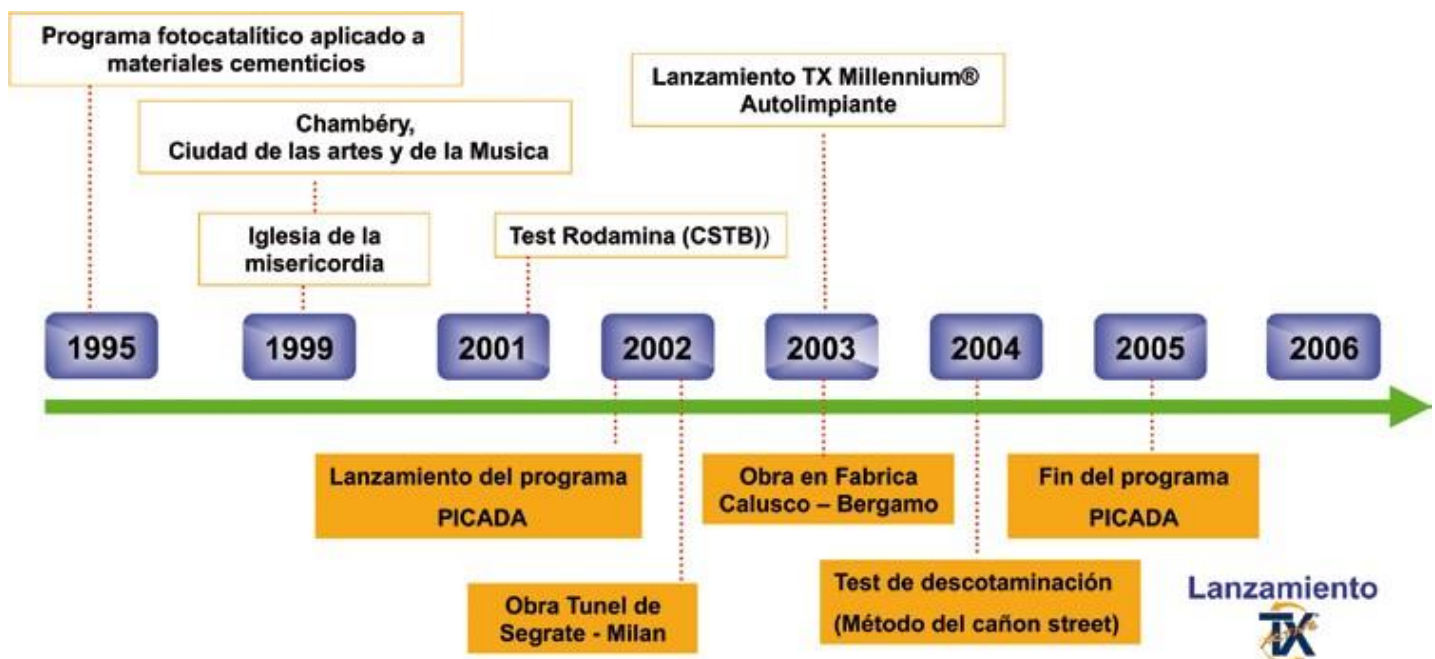 Programa fotocatalítico aplicado a
materiales cementicios
Lanzamiento TX Millennium®
Autolimpiante
Chambéry,
Ciudad de las artes y de la Musica
Iglesia de la
misericordia
Test Rodamina (CSTB))
1995
1999
2001
2002
2003
2004
2005
2006
Lanzamiento del programa
PICADA
Obra en Fabrica
Calusco – Bergamo
Fin del programa
PICADA
Obra Tunel de
Segrate - Milan
Test de descotaminación
(Método del cañon street)
Lanzamiento
TX